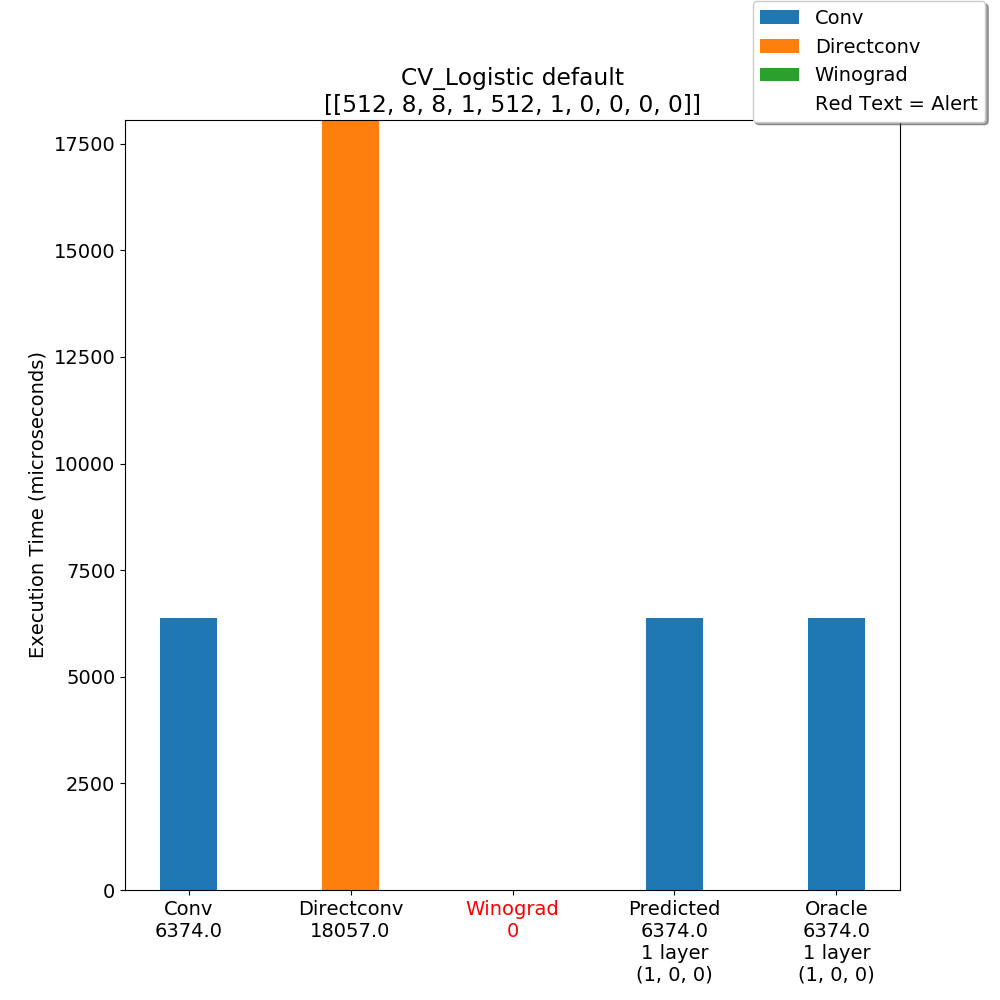 Conv
Directconv
Winograd
Red Text = Alert
CV_Logistic default
[[512, 8, 8, 1, 512, 1, 0, 0, 0, 0]]
Execution Time (microseconds)
17500
15000
12500
10000
7500
5000
2500
0
Conv
6374.0
Directconv
18057.0
Winograd
0
Predicted
6374.0
1 layer
(1, 0, 0)
Oracle
6374.0
1 layer
(1, 0, 0)